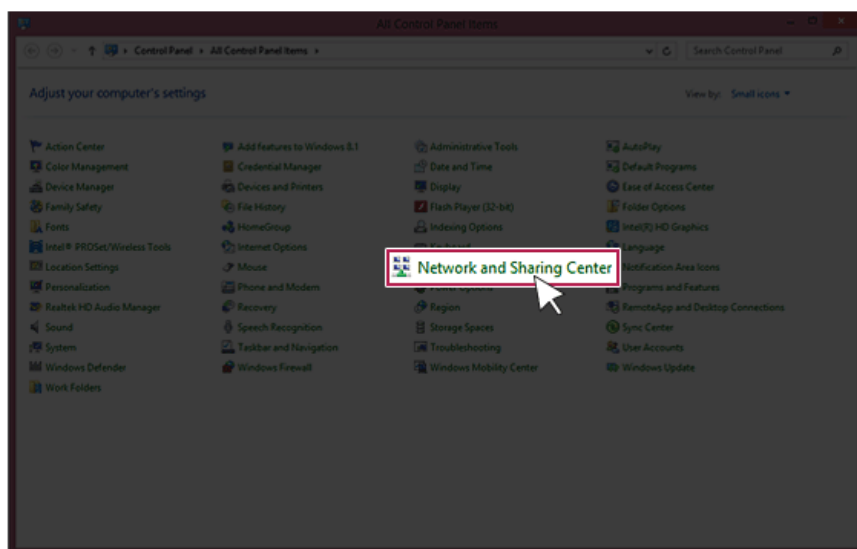 All Control Panel Items
Control Panel All Control Panel Items
Search Control Panel
Adjust your computer's settings
View by: Small icons
Action Center
Add features to Windows 8.1
Administrative Tools
AutoPlay
Color Management
Credential Manager
Date and Time
Default Programs
Device Manager
Devices and Printers
Display
Ease of Access Center
Family Safety
File History
Flash Player (32-bit)
Folder Options
Fonts
HomeGroup
Indexing Options
Intel(R) HD Graphics
Intel® PROSet/Wireless Tools
Internet Options
Keyboard
Language
Location Settings
Mouse
Network and Sharing Center
Notification Area Icons
Personalization
Phone and Modem
Power Options
Programs and Features
Realtek HD Audio Manager
Recovery
Region
RemoteApp and Desktop Connections
Sound
Speech Recognition
Storage Spaces
Sync Center
System
Taskbar and Navigation
Troubleshooting
User Accounts
Windows Defender
Windows Firewall
Windows Mobility Center
Windows Update
Work Folders